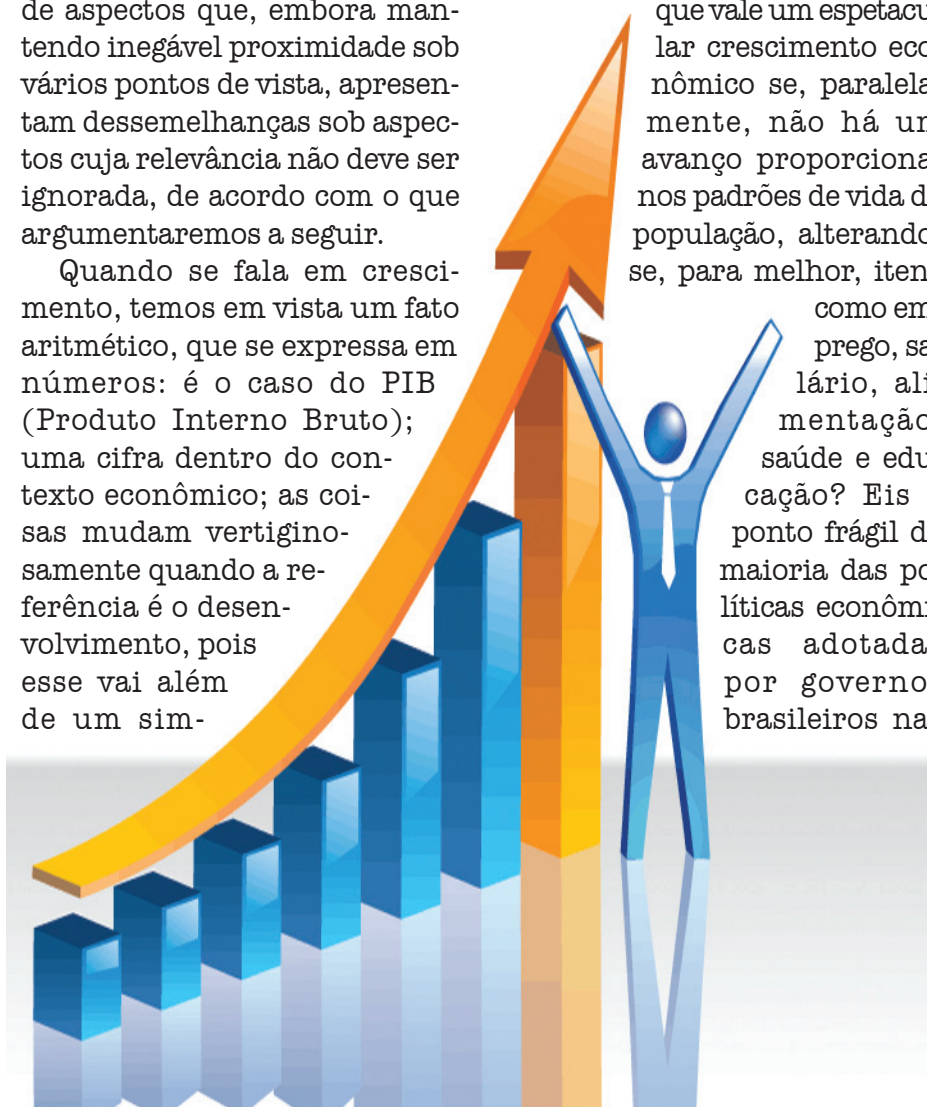 de aspectos que, embora man-
tendo inegável proximidade sob
vários pontos de vista, apresen-
tam dessemelhanças sob aspec-
tos cuja relevância não deve ser
ignorada, de acordo com o que
argumentaremos a seguir.
Quando se fala em cresci-
mento, temos em vista um fato
aritmético, que se expressa em
números: é o caso do PIB
(Produto Interno Bruto);
uma cifra dentro do con-
texto econômico; as coi-
sas mudam vertigino-
samente quando a re-
ferência é o desen-
volvimento, pois
esse vai além
de um sim-
que vale um espetacu
lar crescimento eco
nômico se, paralela
mente, não há um
avanço proporciona
nos padrões de vida d
população, alterando
se, para melhor, iten
como em
prego, sa
lário, ali
mentação
saúde e edu
cação? Eis
ponto frágil d
maioria das po
líticas econômi
cas adotada
por governo
brasileiros na